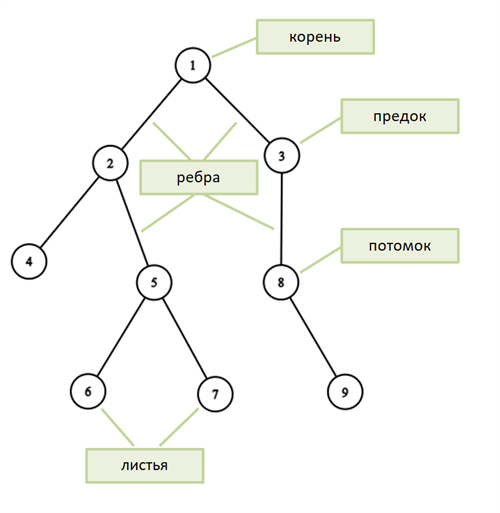 корень
1
предок
3
2
ребра
потомок
4
5
8
6
7
9
листья